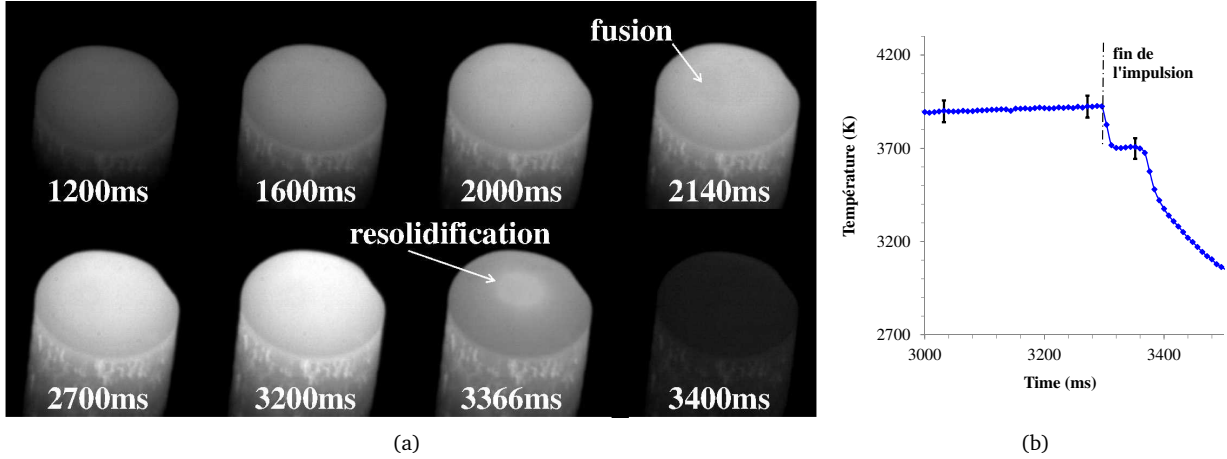 fusion
1200ms 1600ms 2000ms 2140ms
resolidification
2700ms 3200ms 3366ms 3400ms
(a)
4200
3700
3200
2700
Température (K)
fin de
l'impulsion
3000 3200 3400
Time (ms)
(b)